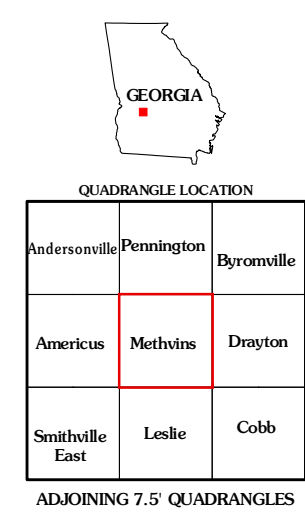 GEORGIA
QUADRANGLE LOCATION
Andersonville Pennington Byromville
Americus Methvins Drayton
Smithville East Leslie Cobb
ADJOINING 7.5' QUADRANGLES